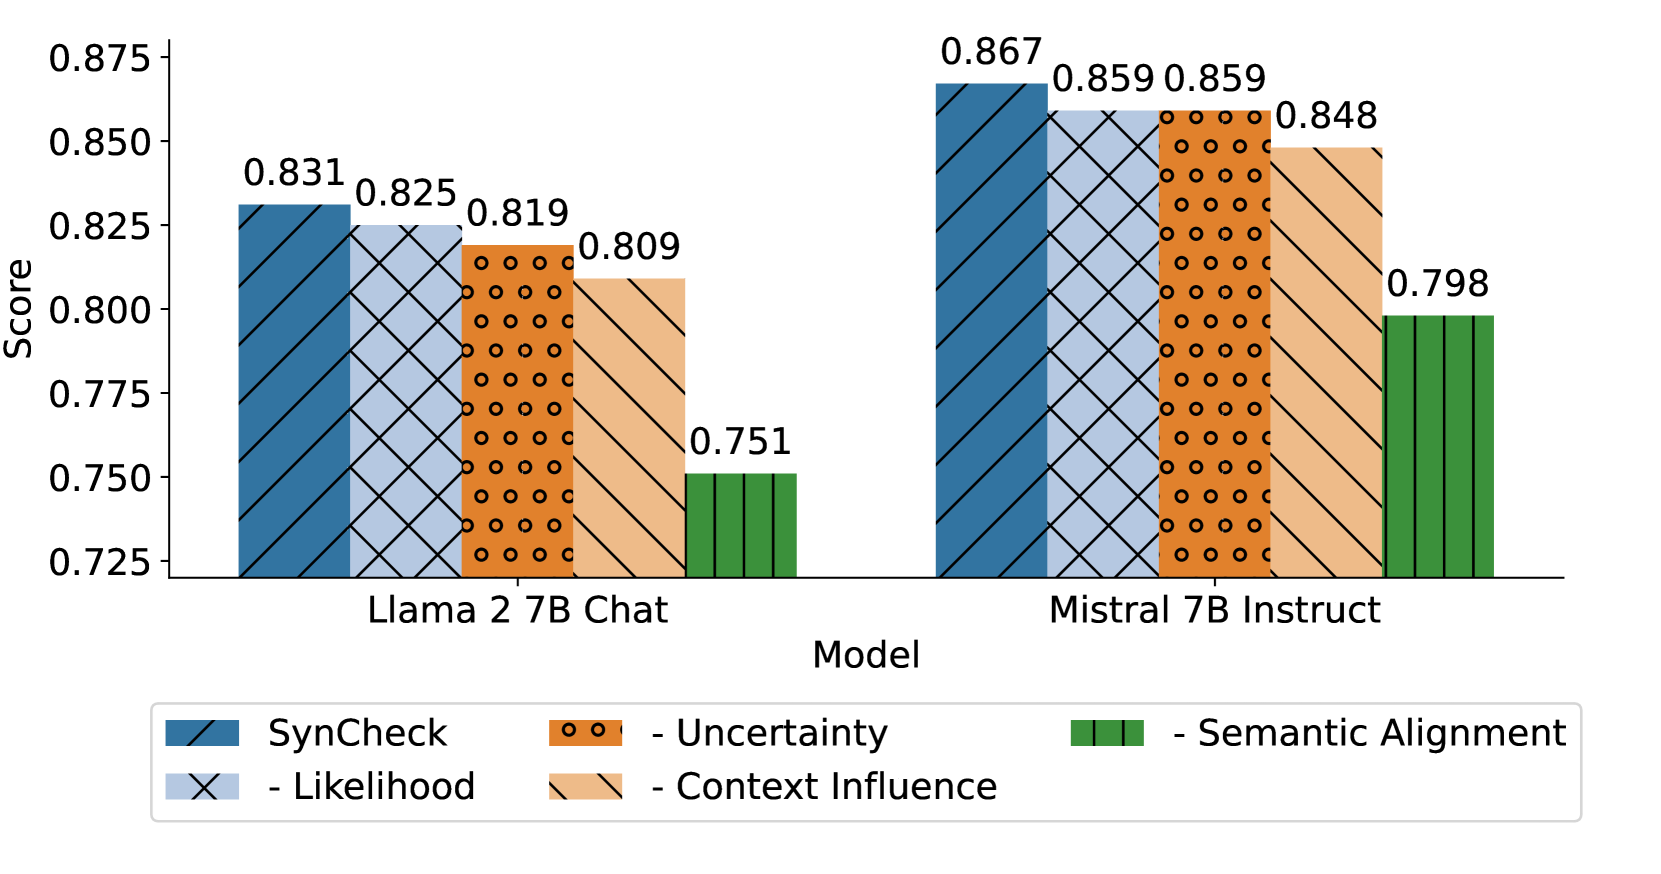 0.875
0.850
0.825
0.800
0.775
0.750
0.725
Score
0.831
0.825
0.819
0.809
0.751
0.867
0.859
0.859
0.848
0.798
Llama 2 7B Chat
Mistral 7B Instruct
Model
SynCheck
- Likelihood
- Uncertainty
- Context Influence
- Semantic Alignment